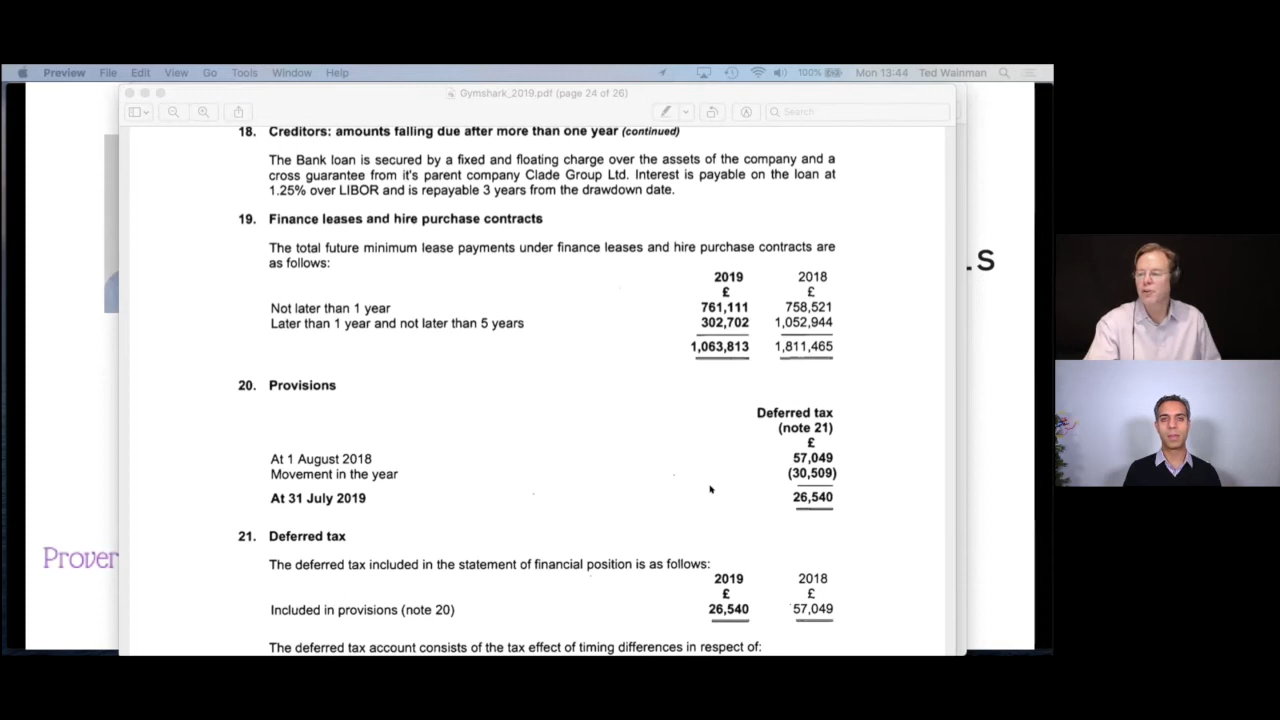 Preview File Edit View Go Tools Window Help 100% Mon 13:44 Ted Wainman
Gymshark_2019.pdf (page 24 of 26)
Search
18. Creditors: amounts falling due after more than one year (continued)
The Bank loan is secured by a fixed and floating charge over the assets of the company and a
cross guarantee from it's parent company Clade Group Ltd. Interest is payable on the loan at
1.25% over LIBOR and is repayable 3 years from the drawdown date.
19. Finance leases and hire purchase contracts
The total future minimum lease payments under finance leases and hire purchase contracts are
as follows:
2019 2018
£ £
Not later than 1 year 761,111 758,521
Later than 1 year and not later than 5 years 302,702 1,052,944
1,063,813 1,811,465
20. Provisions
Deferred tax
(note 21)
£
At 1 August 2018 57,049
Movement in the year (30,509)
At 31 July 2019 26,540
21. Deferred tax
The deferred tax included in the statement of financial position is as follows:
2019 2018
£ £
Included in provisions (note 20) 26,540 57,049
The deferred tax account consists of the tax effect of timing differences in respect of:
Prover
LS